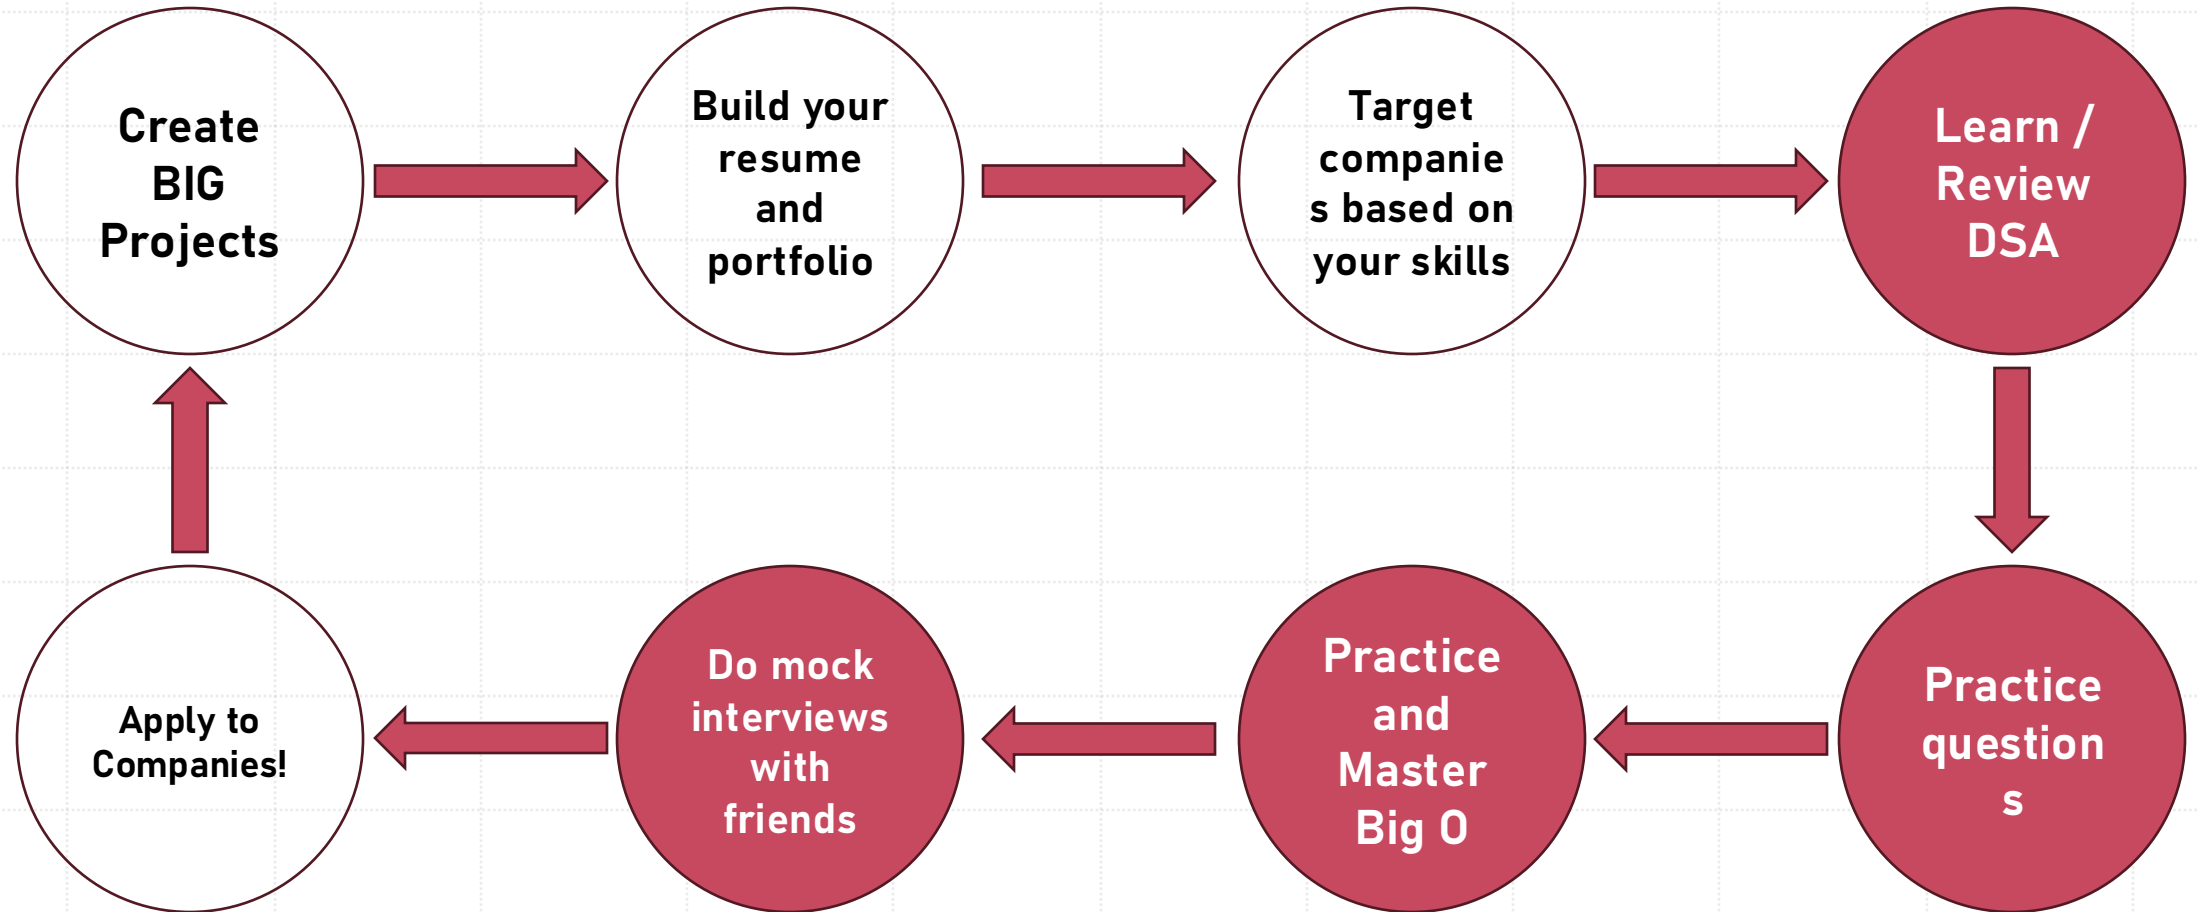 Create
BIG
Projects
Build your
resume
and
portfolio
Target
companie
s based on
your skills
Learn /
Review
DSA
Practice
question
s
Practice
and
Master
Big O
Do mock
interviews
with
friends
Apply to
Companies!